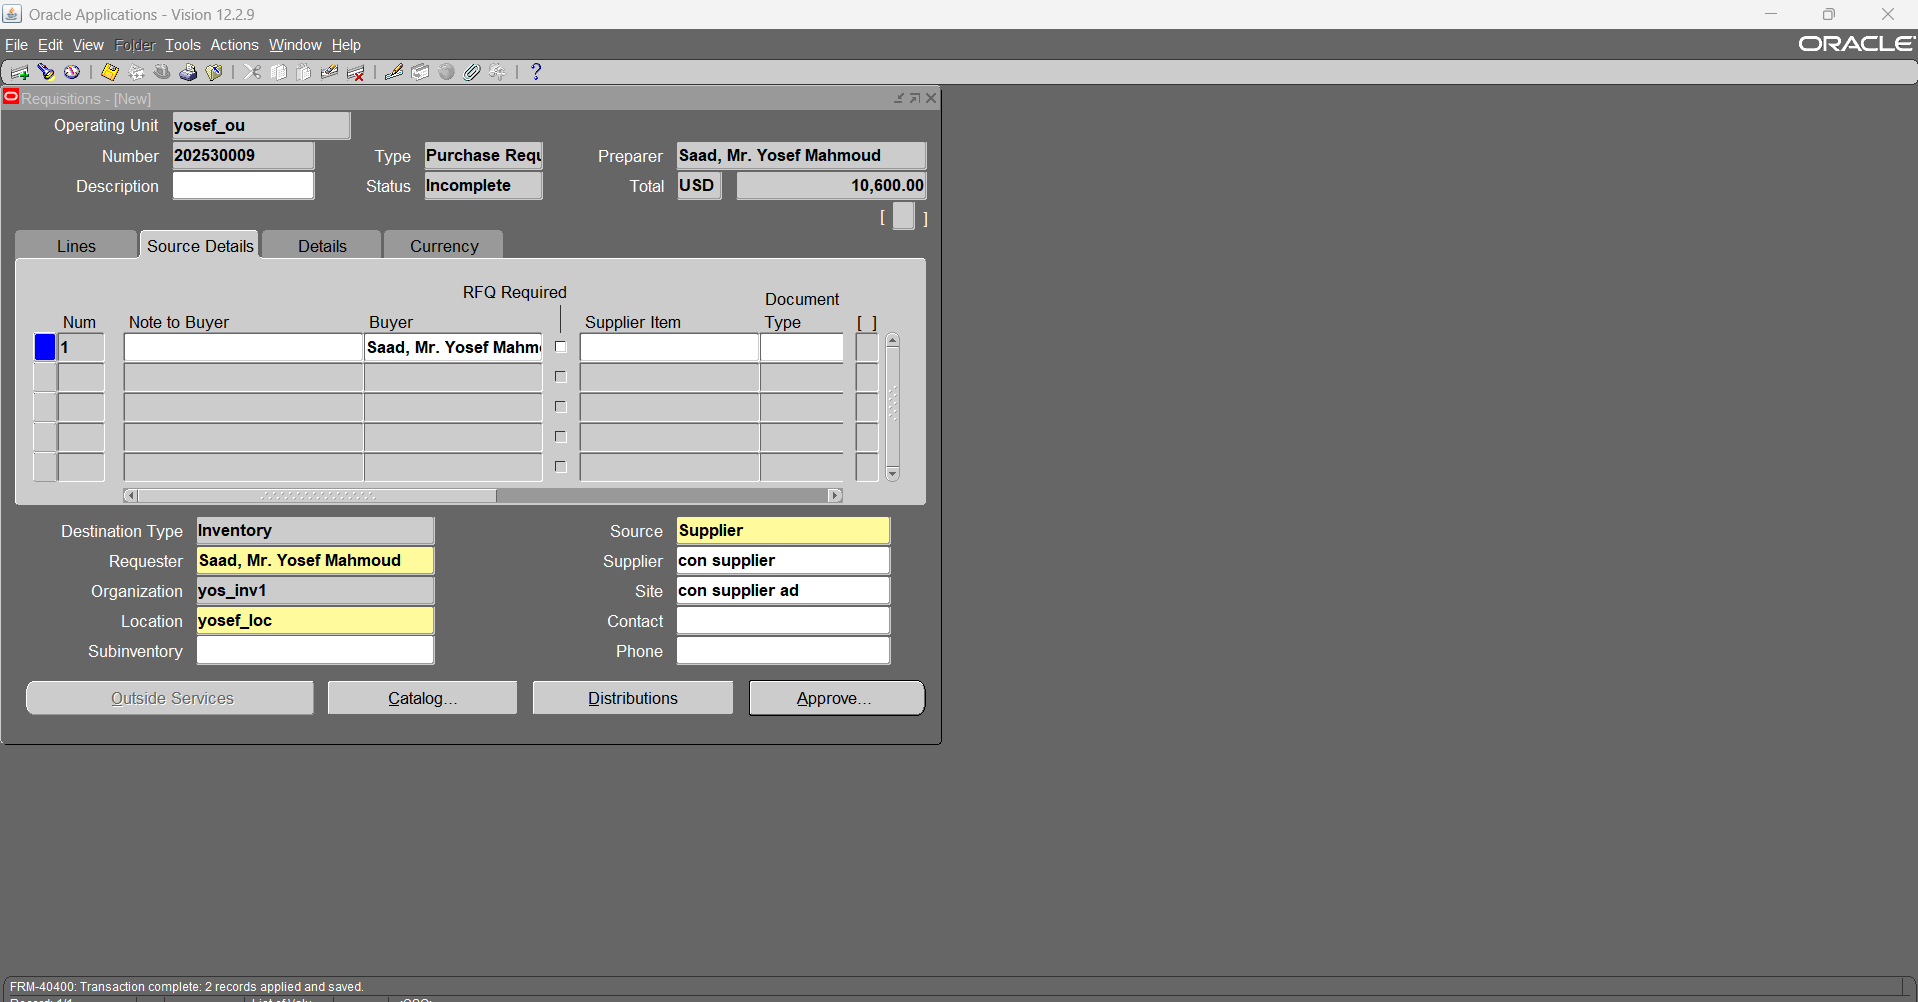 Oracle Applications - Vision 12.2.9
File Edit View Folder Tools Actions Window Help
ORACLE
Requisitions - [New]
Operating Unit yosef_ou
Number 202530009 Type Purchase Requ Preparer Saad, Mr. Yosef Mahmoud
Description Status Incomplete Total USD 10,600.00
[ ]
Lines Source Details Details Currency
RFQ Required
Document
Num Note to Buyer Buyer Supplier Item Type [ ]
1 Saad, Mr. Yosef Mahm
Destination Type Inventory Source Supplier
Requester Saad, Mr. Yosef Mahmoud Supplier con supplier
Organization yos_inv1 Site con supplier ad
Location yosef_loc Contact
Subinventory Phone
Outside Services Catalog... Distributions Approve...
FRM-40400: Transaction complete: 2 records applied and saved.